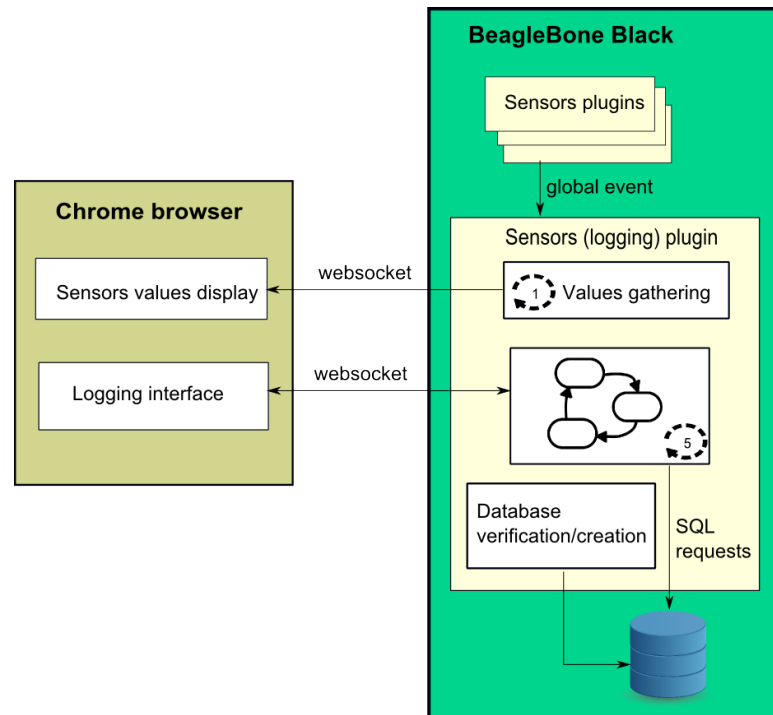 BeagleBone Black
Sensors plugins
global event
Chrome browser
Sensors (logging) plugin
websocket
Sensors values display
1
Values gathering
websocket
Logging interface
5
Database
verification/creation
SQL
requests